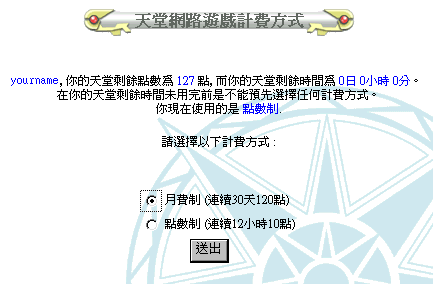 天堂網路遊戲計費方式
yourname, 你的天堂剩餘點數為 127 點, 而你的天堂剩餘時間為 0日 0小時 0分。
在你的天堂剩餘時間未用完前是不能預先選擇任何計費方式。
你現在使用的是 點數制.
請選擇以下計費方式 :
月費制 (連續30天120點)
點數制 (連續12小時10點)
送出